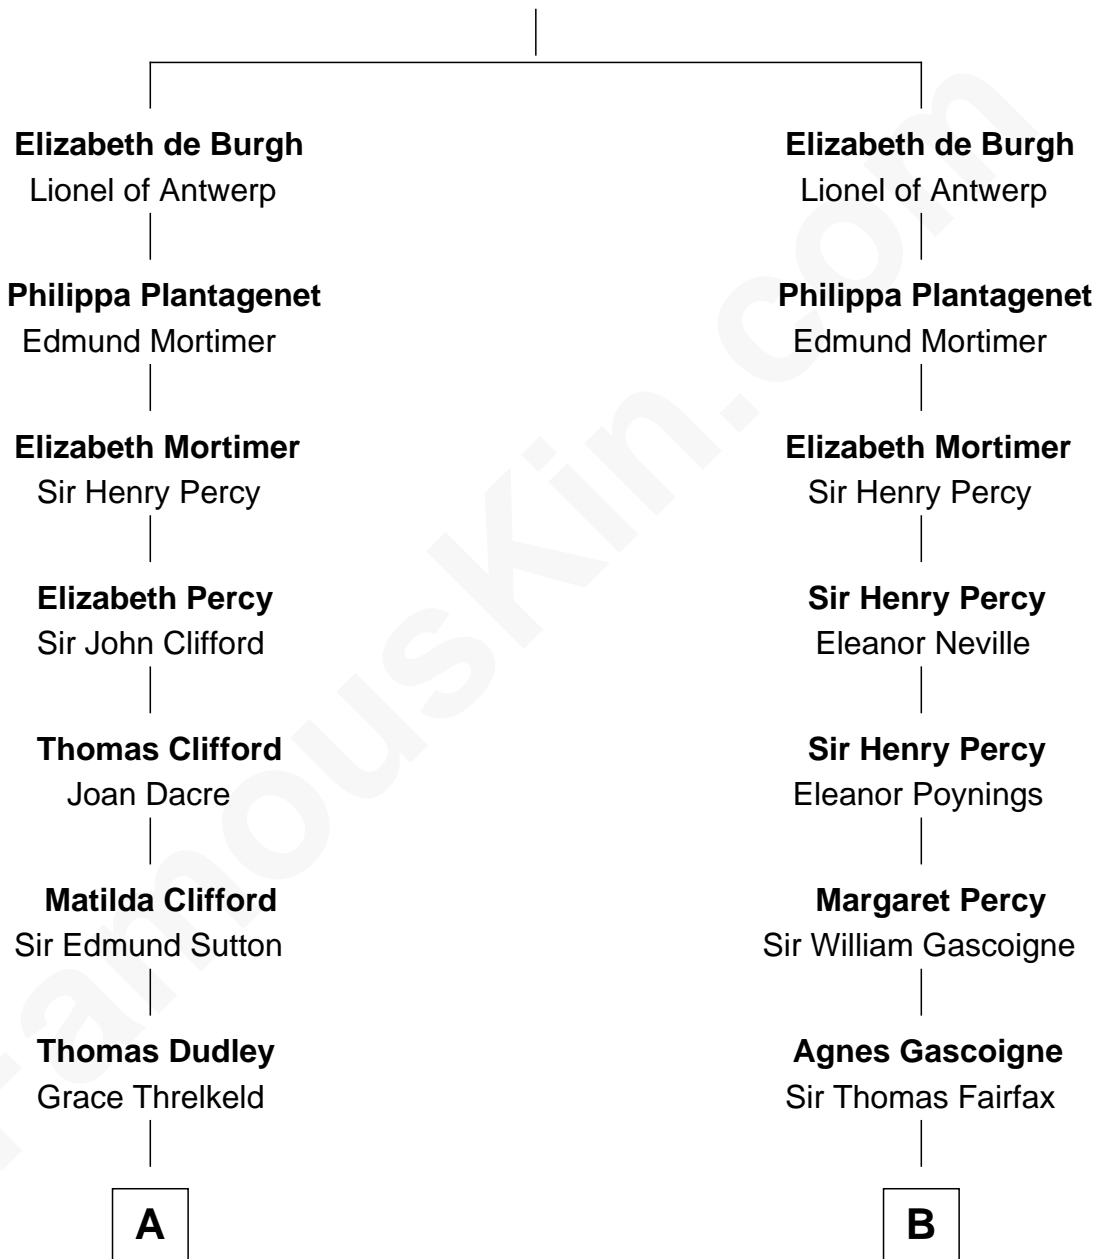 Elizabeth de Burgh
Lionel of Antwerp
Philippa Plantagenet
Edmund Mortimer
Elizabeth Mortimer
Sir Henry Percy
Elizabeth Percy
Sir John Clifford
Thomas Clifford
Joan Dacre
Matilda Clifford
Sir Edmund Sutton
Thomas Dudley
Grace Threlkeld
A
Elizabeth de Burgh
Lionel of Antwerp
Philippa Plantagenet
Edmund Mortimer
Elizabeth Mortimer
Sir Henry Percy
Sir Henry Percy
Eleanor Neville
Sir Henry Percy
Eleanor Poynings
Margaret Percy
Sir William Gascoigne
Agnes Gascoigne
Sir Thomas Fairfax
B
FamousKin.com